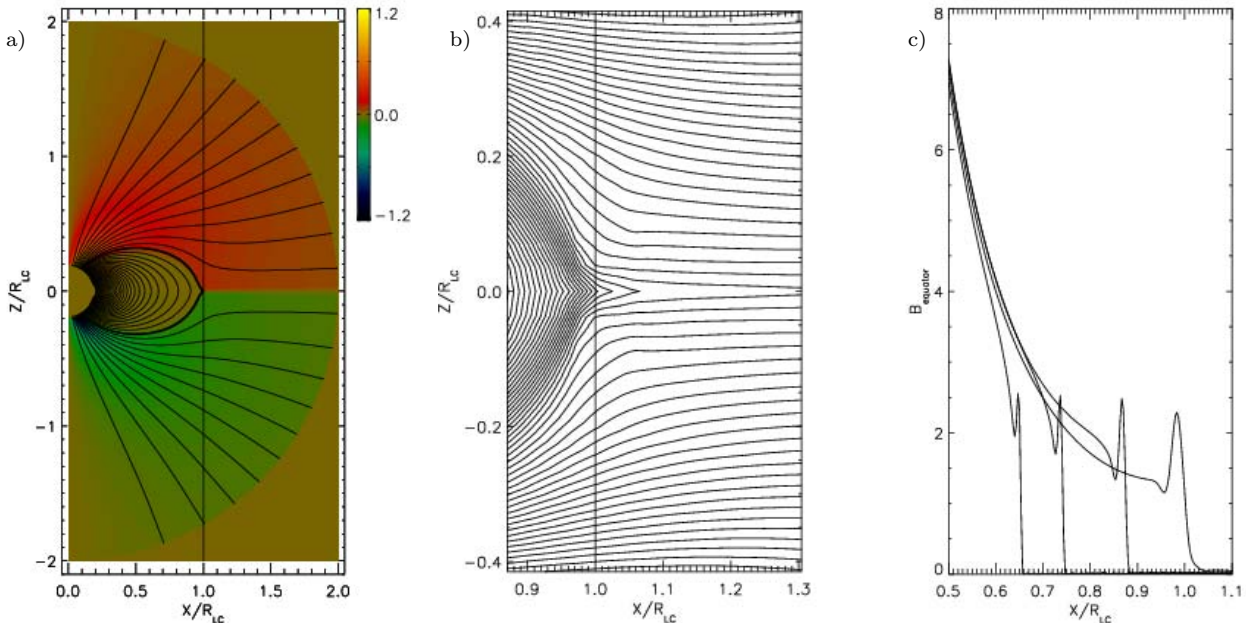 a)
2
1
0
−1
−2
Z/R_LC
0.0 0.5 1.0 1.5 2.0
X/R_LC
1.2
0.0
−1.2
b)
0.4
0.2
0.0
−0.2
−0.4
Z/R_LC
0.9 1.0 1.1 1.2 1.3
X/R_LC
c)
8
6
4
2
0
B_equator
0.5 0.6 0.7 0.8 0.9 1.0 1.1
X/R_LC